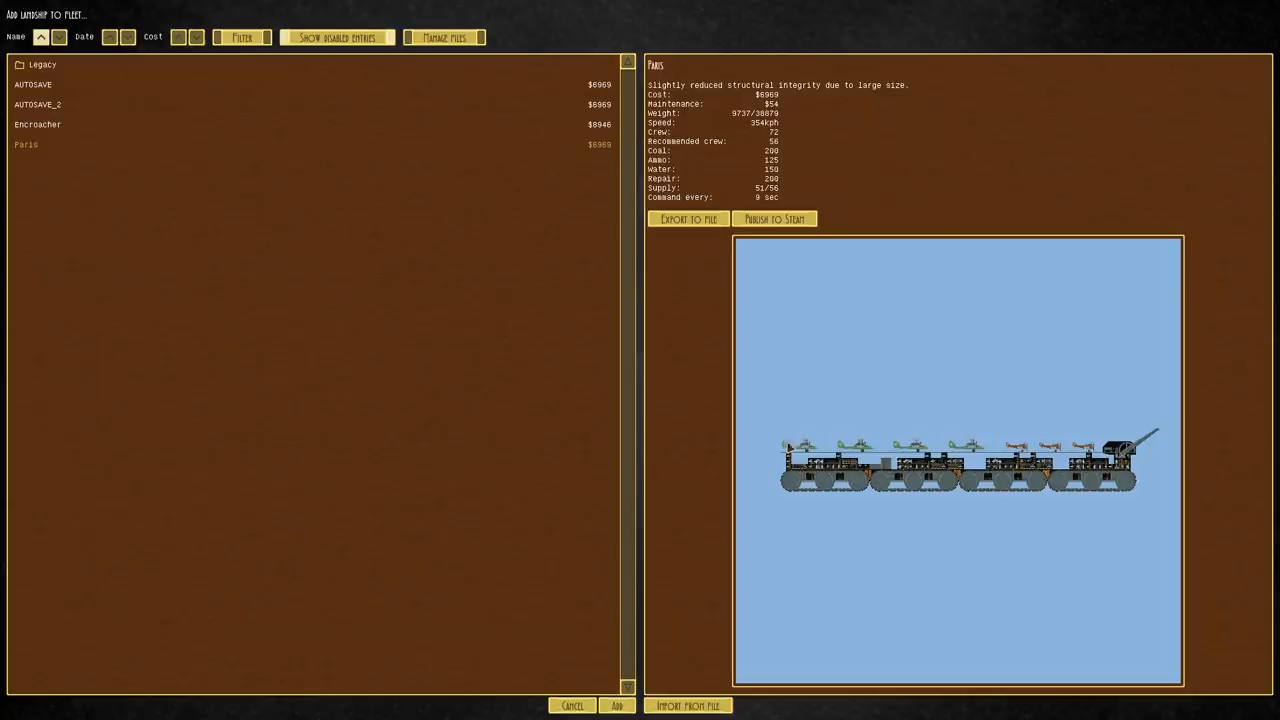 Add landship to fleet...
Name Date Cost Filter Show disabled entries Manage files
Legacy
AUTOSAVE $6969
AUTOSAVE_2 $6969
Encroacher $8946
Paris $6969
Paris
Slightly reduced structural integrity due to large size.
Cost: $6969
Maintenance: $54
Weight: 9737/38879
Speed: 354kph
Crew: 72
Recommended crew: 56
Coal: 200
Ammo: 125
Water: 150
Repair: 200
Supply: 51/56
Command every: 9 sec
Export to file Publish to Steam
Cancel Add Import from file